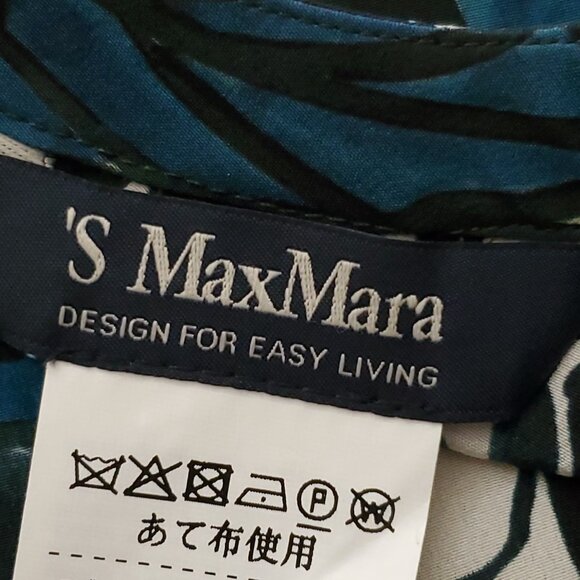 'S MaxMara
DESIGN FOR EASY LIVING
P W
あて布使用